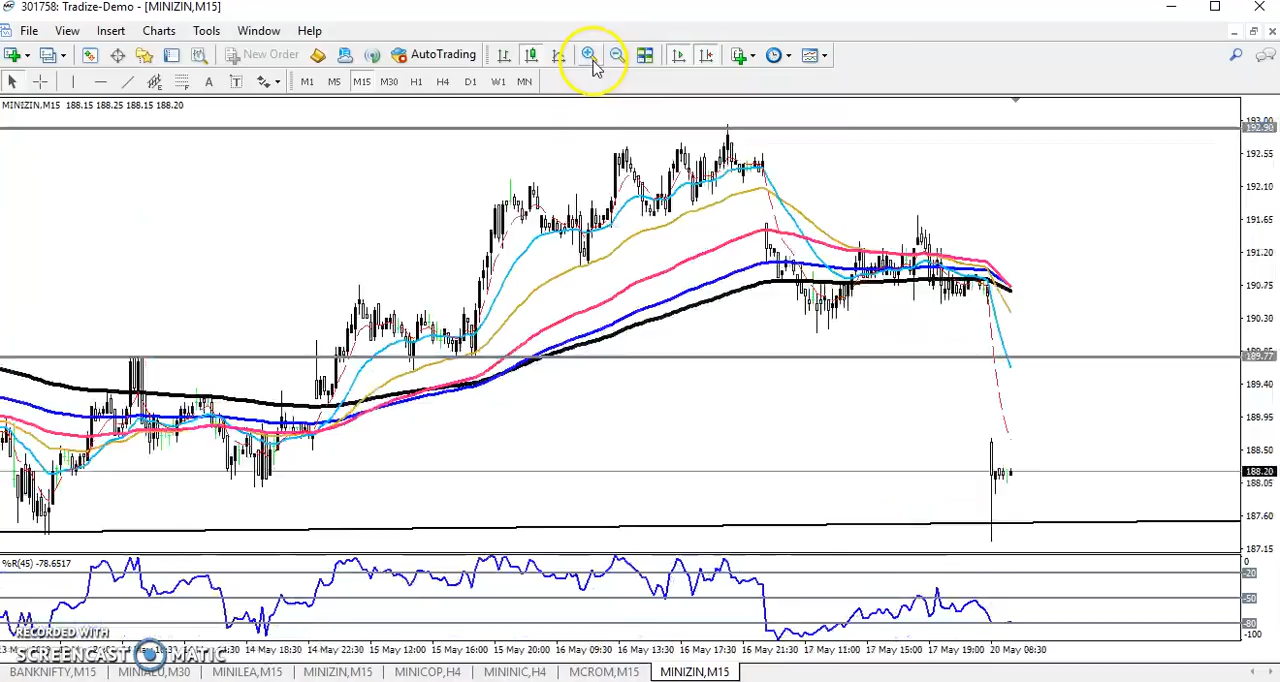 301758: Tradize-Demo - [MINIZIN,M15]
File View Insert Charts Tools Window Help
New Order AutoTrading
A T M1 M5 M15 M30 H1 H4 D1 W1 MN
MINIZIN,M15 188.15 188.25 188.15 188.20
193.00
192.90
192.55
192.10
191.65
191.20
190.75
190.30
189.77
189.40
188.95
188.50
188.20
188.05
187.60
187.15
%R(45) -78.6517
0
-20
-50
-80
-100
RECORDED WITH
SCREENCAST MATIC
14 May 18:30 14 May 22:30 15 May 12:00 15 May 16:00 15 May 20:00 16 May 09:30 16 May 13:30 16 May 17:30 16 May 21:30 17 May 11:00 17 May 15:00 17 May 19:00 20 May 08:30
BANKNIFTY,M15 MINIALU,M30 MINILEA,M15 MINIZIN,M15 MINICOP,H4 MININIC,H4 MCROM,M15 MINIZIN,M15